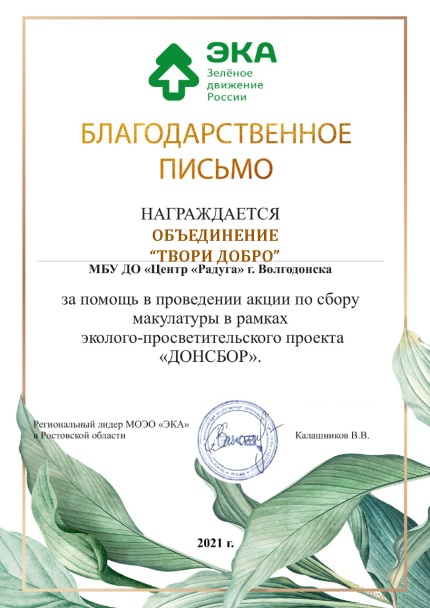 ЭКА
Зелёное
движение
России
БЛАГОДАРСТВЕННОЕ
ПИСЬМО
НАГРАЖДАЕТСЯ
ОБЪЕДИНЕНИЕ
“ТВОРИ ДОБРО”
МБУ ДО «Центр «Радуга» г. Волгодонска
за помощь в проведении акции по сбору
макулатуры в рамках
эколого-просветительского проекта
«ДОНСБОР».
Региональный лидер МОЭО «ЭКА»
в Ростовской области
Калашников В.В.
2021 г.